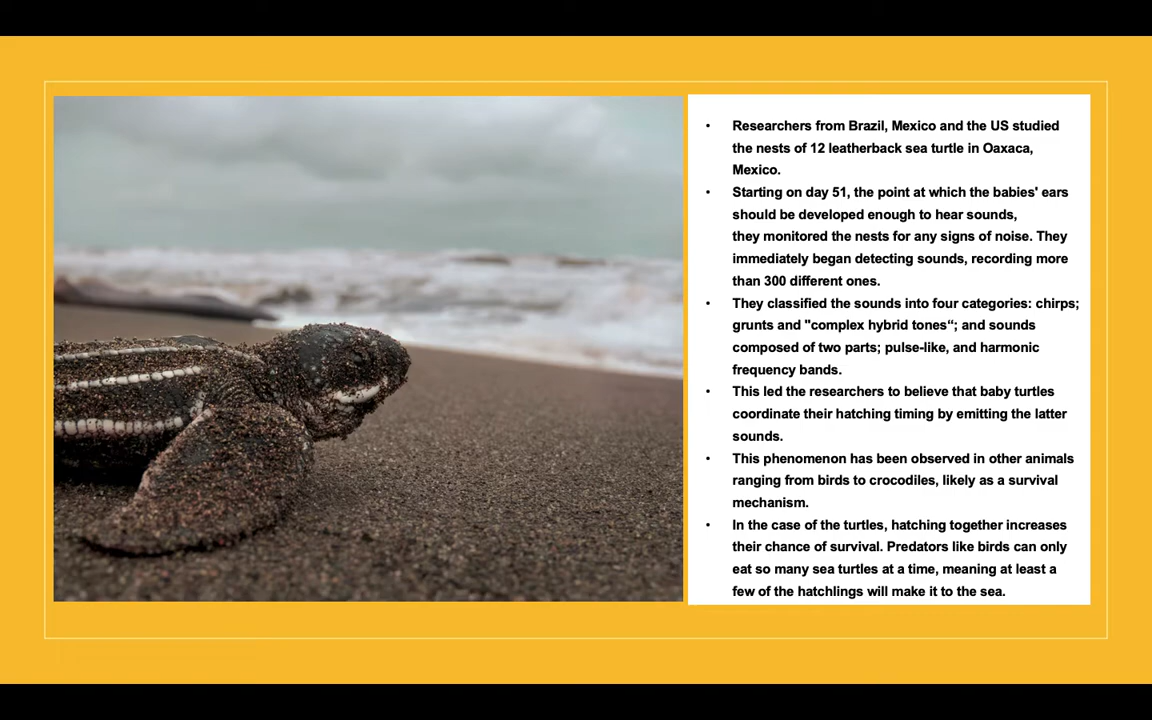 • Researchers from Brazil, Mexico and the US studied
the nests of 12 leatherback sea turtle in Oaxaca,
Mexico.
• Starting on day 51, the point at which the babies' ears
should be developed enough to hear sounds,
they monitored the nests for any signs of noise. They
immediately began detecting sounds, recording more
than 300 different ones.
• They classified the sounds into four categories: chirps;
grunts and "complex hybrid tones“; and sounds
composed of two parts; pulse-like, and harmonic
frequency bands.
• This led the researchers to believe that baby turtles
coordinate their hatching timing by emitting the latter
sounds.
• This phenomenon has been observed in other animals
ranging from birds to crocodiles, likely as a survival
mechanism.
• In the case of the turtles, hatching together increases
their chance of survival. Predators like birds can only
eat so many sea turtles at a time, meaning at least a
few of the hatchlings will make it to the sea.